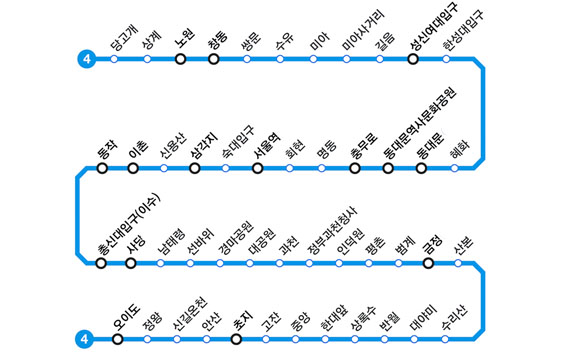 4 당고개 상계 노원 창동 쌍문 수유 미아 미아사거리 길음 성신여대입구 한성대입구
동작 이촌 신용산 삼각지 숙대입구 서울역 회현 명동 충무로 동대문역사문화공원 동대문 혜화
총신대입구(이수) 사당 남태령 선바위 경마공원 대공원 과천 정부과천청사 인덕원 평촌 범계 금정 산본
4 오이도 정왕 신길온천 안산 초지 고잔 중앙 한대앞 상록수 반월 대야미 수리산